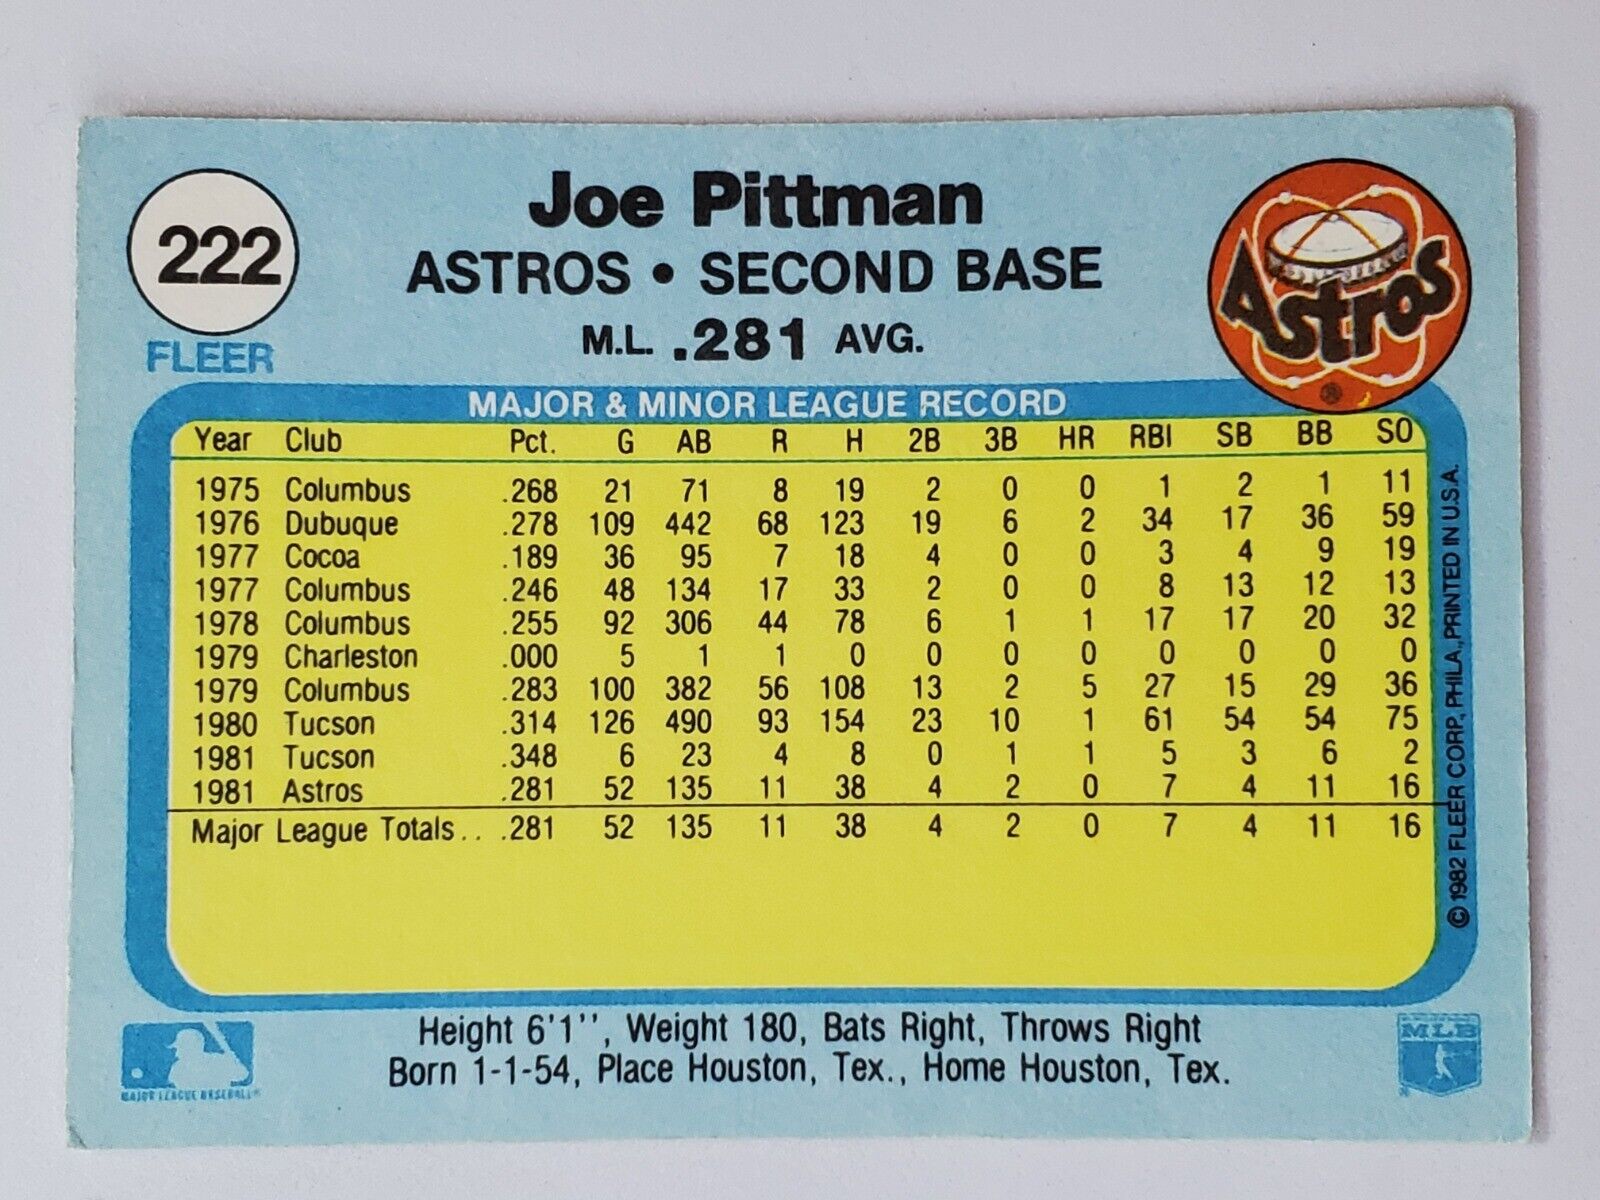 222
FLEER
Joe Pittman
ASTROS • SECOND BASE
M.L. .281 AVG.
Astros
®
MAJOR & MINOR LEAGUE RECORD
Year Club Pct. G AB R H 2B 3B HR RBI SB BB SO
1975 Columbus .268 21 71 8 19 2 0 0 1 2 1 11
1976 Dubuque .278 109 442 68 123 19 6 2 34 17 36 59
1977 Cocoa .189 36 95 7 18 4 0 0 3 4 9 19
1977 Columbus .246 48 134 17 33 2 0 0 8 13 12 13
1978 Columbus .255 92 306 44 78 6 1 1 17 17 20 32
1979 Charleston .000 5 1 1 0 0 0 0 0 0 0 0
1979 Columbus .283 100 382 56 108 13 2 5 27 15 29 36
1980 Tucson .314 126 490 93 154 23 10 1 61 54 54 75
1981 Tucson .348 6 23 4 8 0 1 1 5 3 6 2
1981 Astros .281 52 135 11 38 4 2 0 7 4 11 16
Major League Totals.. .281 52 135 11 38 4 2 0 7 4 11 16
© 1982 FLEER CORP., PHILA., PRINTED IN U.S.A.
Height 6'1'', Weight 180, Bats Right, Throws Right
Born 1-1-54, Place Houston, Tex., Home Houston, Tex.
MAJOR LEAGUE BASEBALL®
MLB